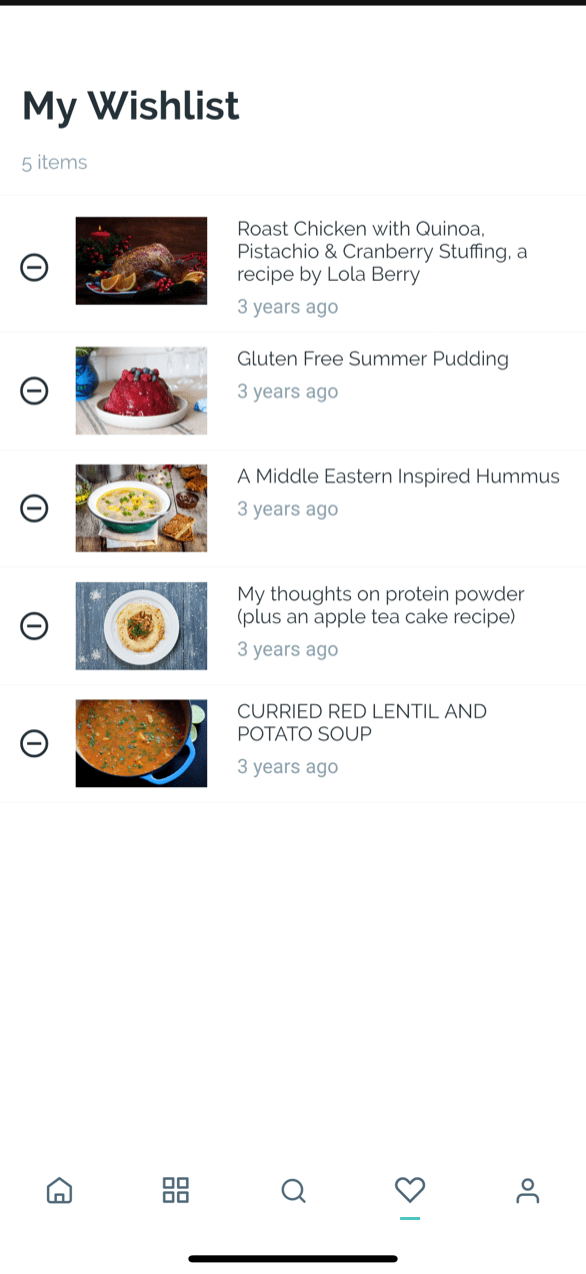 My Wishlist
5 items
Roast Chicken with Quinoa,
Pistachio & Cranberry Stuffing, a
recipe by Lola Berry
3 years ago
Gluten Free Summer Pudding
3 years ago
A Middle Eastern Inspired Hummus
3 years ago
My thoughts on protein powder
(plus an apple tea cake recipe)
3 years ago
CURRIED RED LENTIL AND
POTATO SOUP
3 years ago